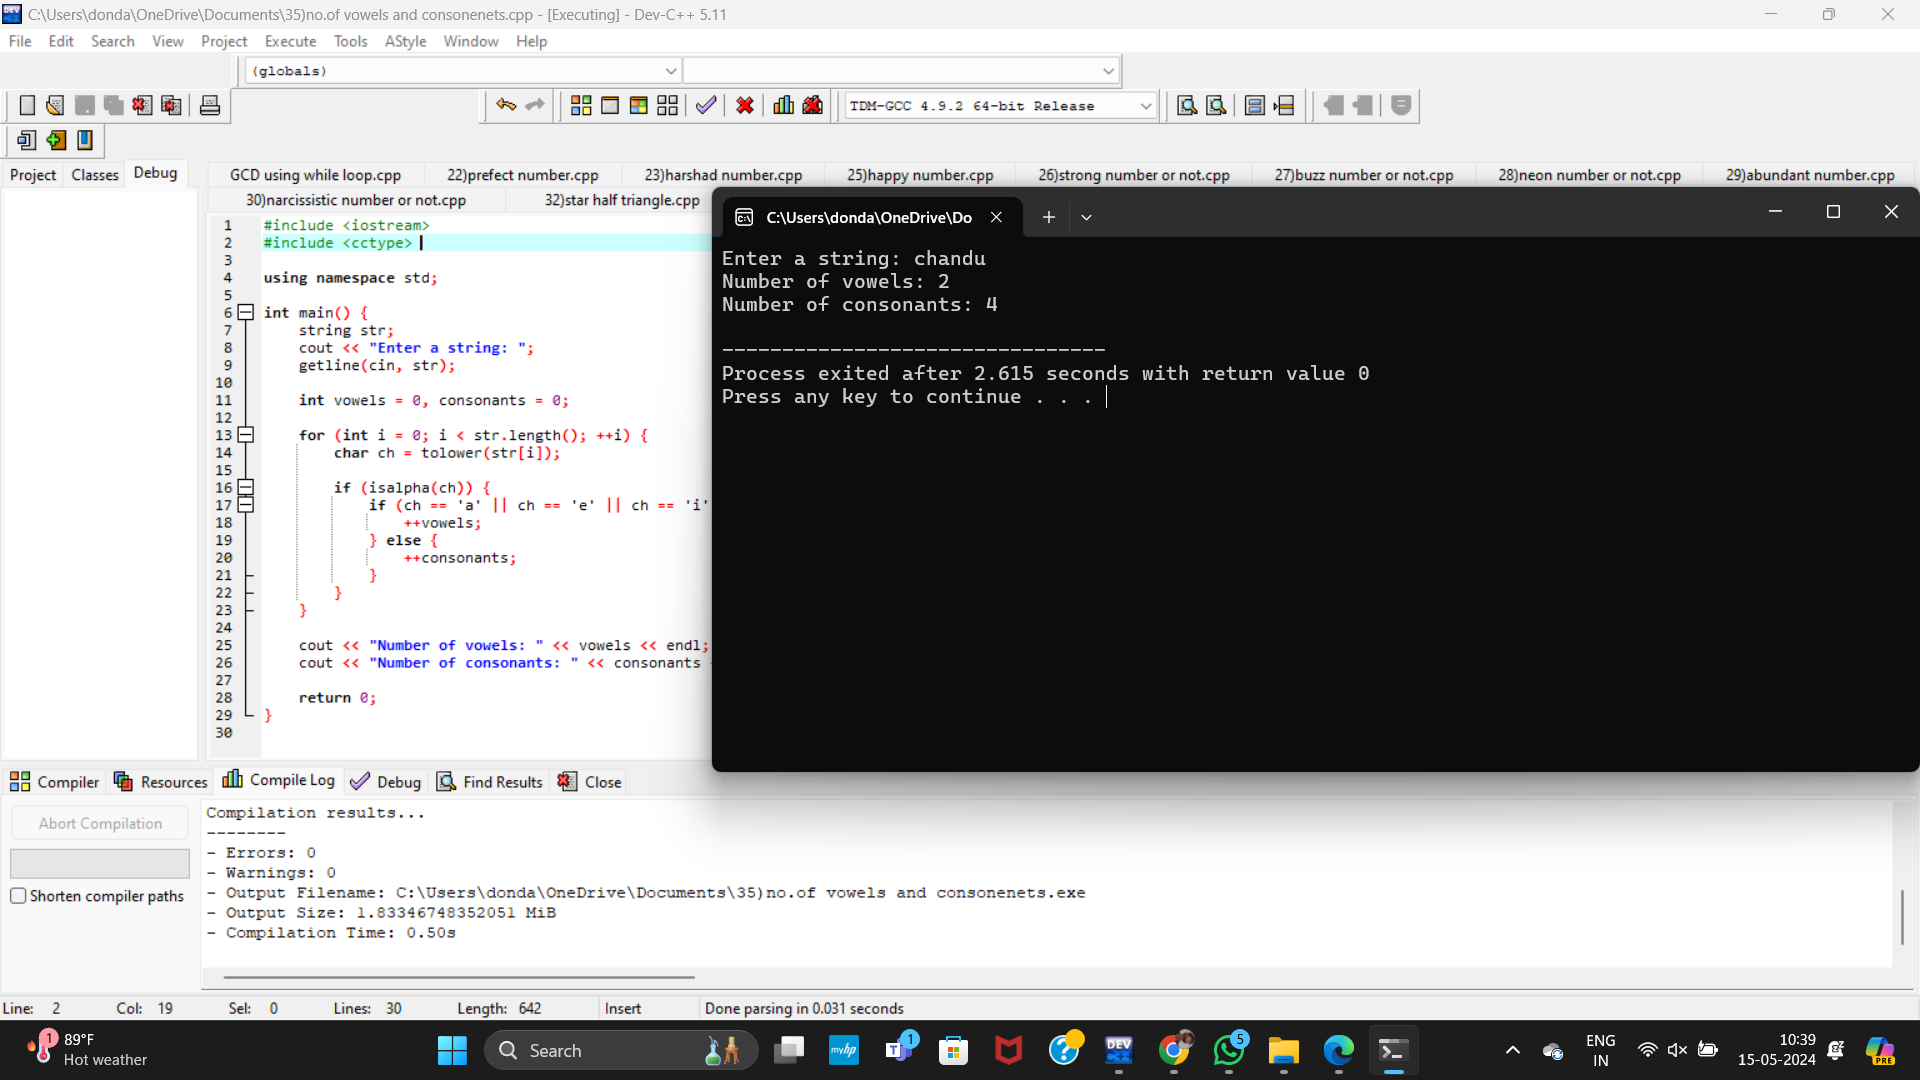 C:\Users\donda\OneDrive\Documents\35)no.of vowels and consonenets.cpp - [Executing] - Dev-C++ 5.11
File Edit Search View Project Execute Tools AStyle Window Help
(globals)
TDM-GCC 4.9.2 64-bit Release
Project Classes Debug
GCD using while loop.cpp 22)prefect number.cpp 23)harshad number.cpp 25)happy number.cpp 26)strong number or not.cpp 27)buzz number or not.cpp 28)neon number or not.cpp 29)abundant number.cpp
30)narcissistic number or not.cpp 32)star half triangle.cpp
1 #include <iostream>
2 #include <cctype>
3
4 using namespace std;
5
6 int main() {
7 string str;
8 cout << "Enter a string: ";
9 getline(cin, str);
10
11 int vowels = 0, consonants = 0;
12
13 for (int i = 0; i < str.length(); ++i) {
14 char ch = tolower(str[i]);
15
16 if (isalpha(ch)) {
17 if (ch == 'a' || ch == 'e' || ch == 'i'
18 ++vowels;
19 } else {
20 ++consonants;
21 }
22 }
23 }
24
25 cout << "Number of vowels: " << vowels << endl;
26 cout << "Number of consonants: " << consonants
27
28 return 0;
29 }
30
C:\Users\donda\OneDrive\Do
Enter a string: chandu
Number of vowels: 2
Number of consonants: 4
--------------------------------
Process exited after 2.615 seconds with return value 0
Press any key to continue . . .
Compiler Resources Compile Log Debug Find Results Close
Abort Compilation
Shorten compiler paths
Compilation results...
--------
- Errors: 0
- Warnings: 0
- Output Filename: C:\Users\donda\OneDrive\Documents\35)no.of vowels and consonenets.exe
- Output Size: 1.83346748352051 MiB
- Compilation Time: 0.50s
Line: 2 Col: 19 Sel: 0 Lines: 30 Length: 642 Insert Done parsing in 0.031 seconds
1
89°F
Hot weather
Search
myhp
1
DEV
5
ENG
IN
10:39
15-05-2024
PRE